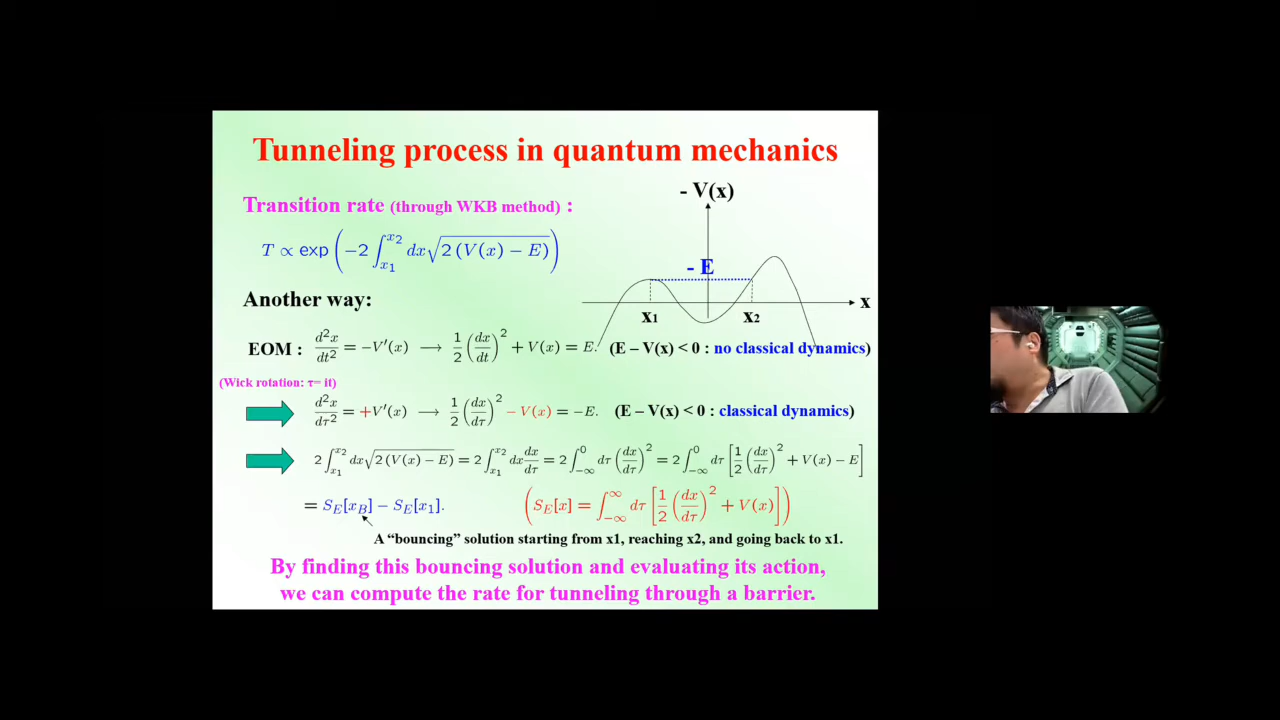 Tunneling process in quantum mechanics
- V(x)
Transition rate (through WKB method) :
T ∝ exp(−2∫_{x₁}^{x₂} dx√(2(V(x) − E)))
- E
Another way:
x
x1 x2
EOM : d²x/dt² = −V′(x) ⟶ 1/2(dx/dt)² + V(x) = E. (E – V(x) < 0 : no classical dynamics)
(Wick rotation: τ= it)
d²x/dτ² = +V′(x) ⟶ 1/2(dx/dτ)² − V(x) = −E. (E – V(x) < 0 : classical dynamics)
2∫_{x₁}^{x₂} dx√(2(V(x) − E)) = 2∫_{x₁}^{x₂} dx dx/dτ = 2∫_{−∞}^{0} dτ(dx/dτ)² = 2∫_{−∞}^{0} dτ[1/2(dx/dτ)² + V(x) − E]
= S_E[x_B] − S_E[x₁]. (S_E[x] = ∫_{−∞}^{∞} dτ[1/2(dx/dτ)² + V(x)])
A “bouncing” solution starting from x1, reaching x2, and going back to x1.
By finding this bouncing solution and evaluating its action,
we can compute the rate for tunneling through a barrier.